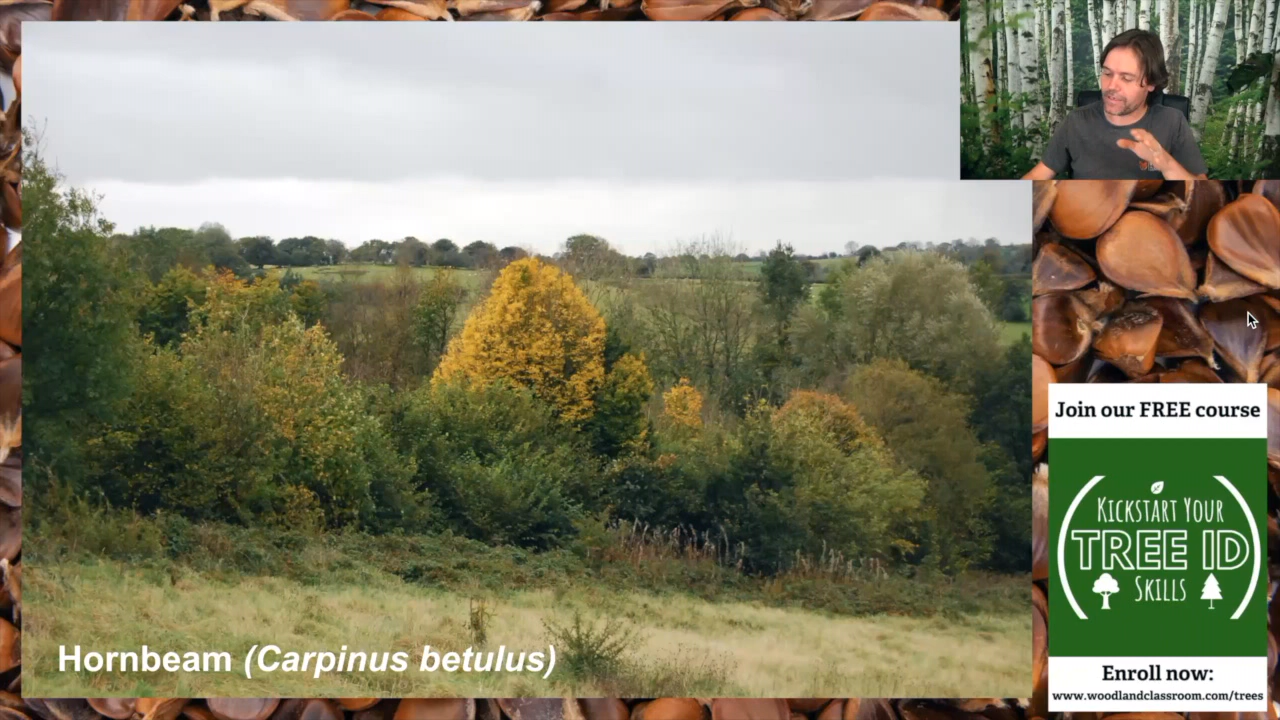 Hornbeam (Carpinus betulus)
Join our FREE course
KICKSTART YOUR
TREE ID
SKILLS
Enroll now:
www.woodlandclassroom.com/trees